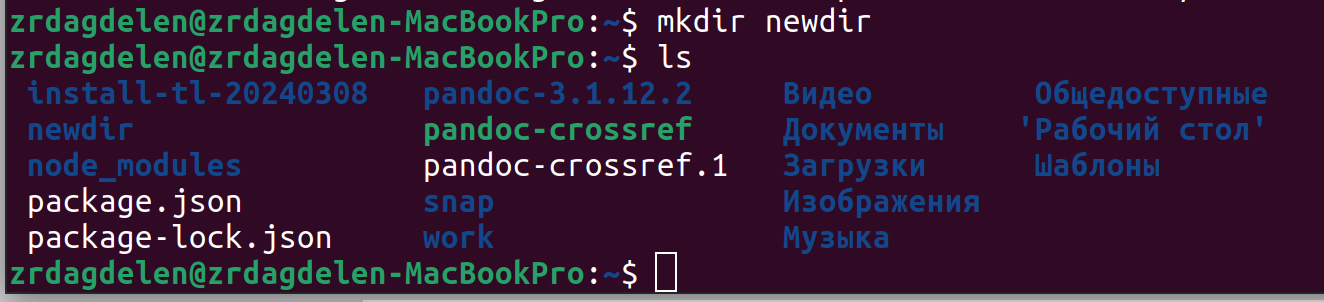 zrdagdelen@zrdagdelen-MacBookPro:~$ mkdir newdir
zrdagdelen@zrdagdelen-MacBookPro:~$ ls
install-tl-20240308 pandoc-3.1.12.2 Видео Общедоступные
newdir pandoc-crossref Документы 'Рабочий стол'
node_modules pandoc-crossref.1 Загрузки Шаблоны
package.json snap Изображения
package-lock.json work Музыка
zrdagdelen@zrdagdelen-MacBookPro:~$